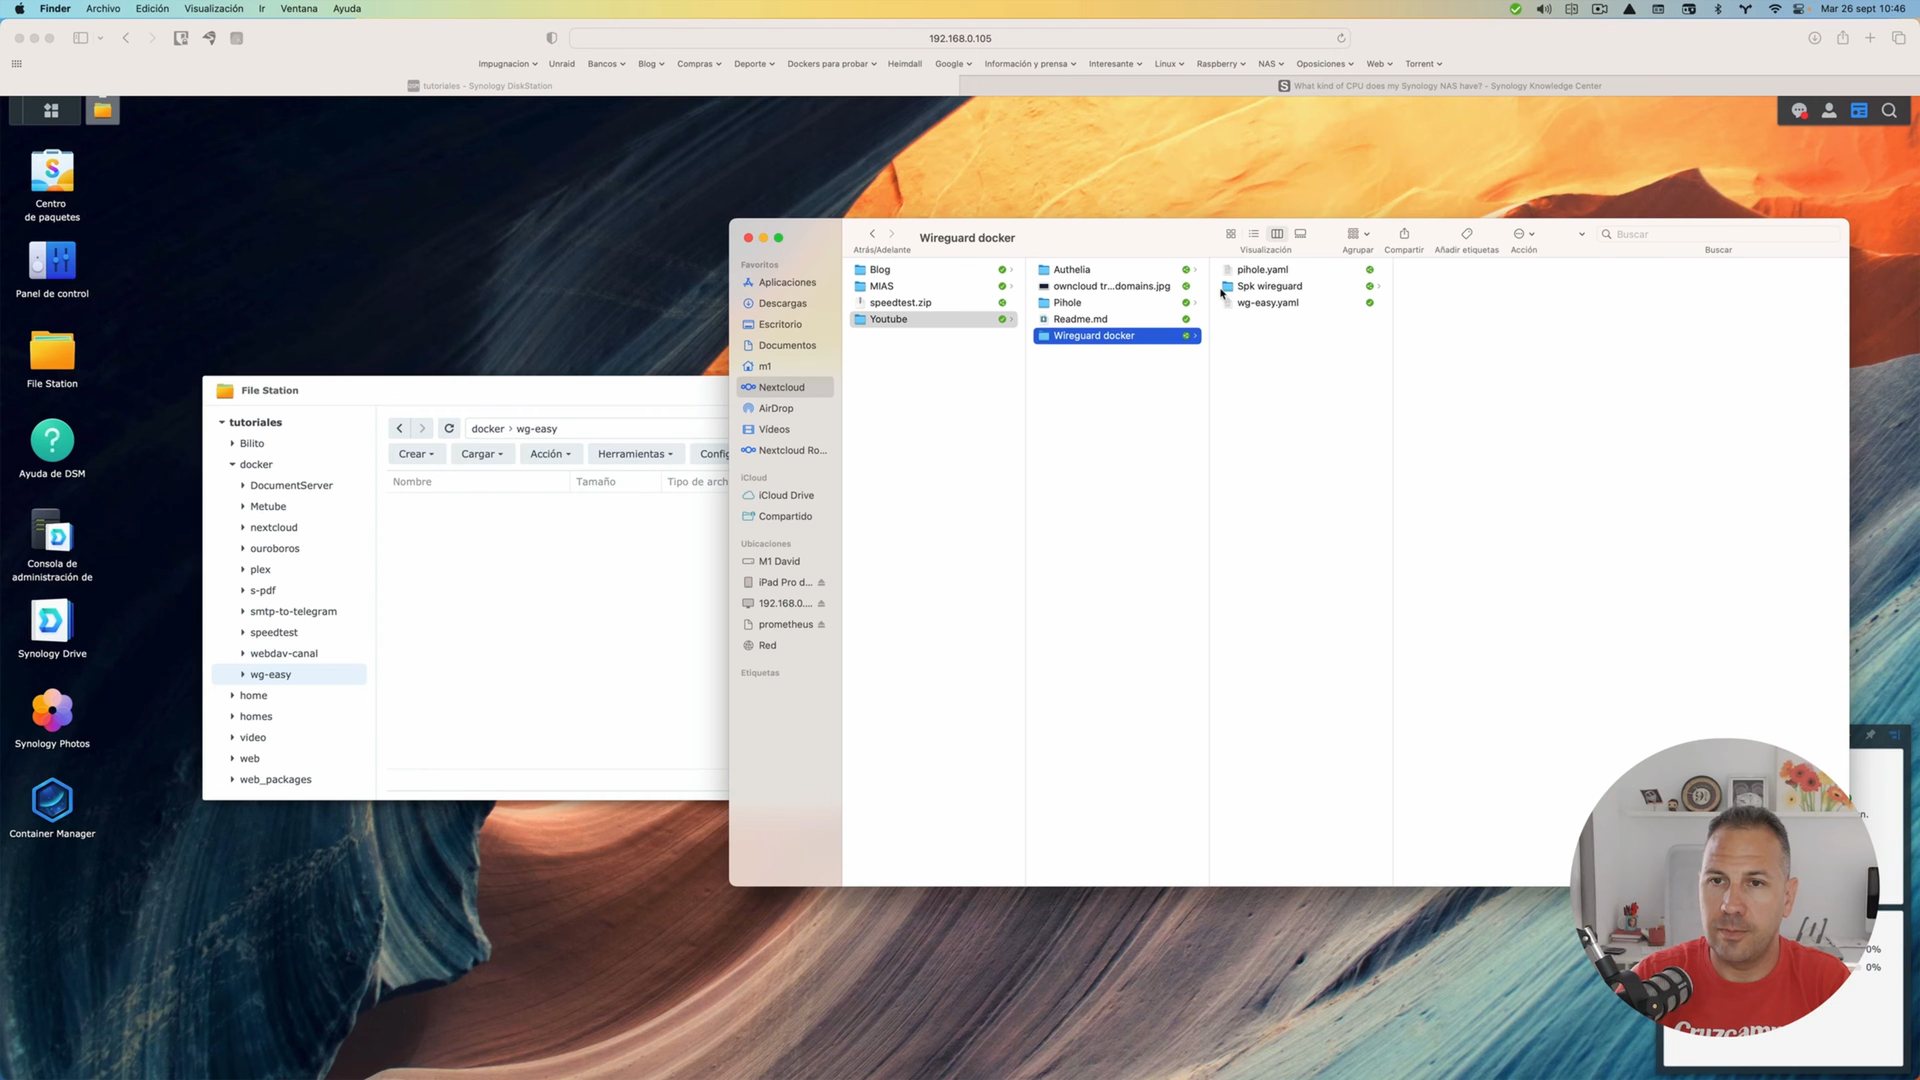 Finder Archivo Edición Visualización Ir Ventana Ayuda
Mar 26 sept 10:46
192.168.0.105
Impugnacion Unraid Bancos Blog Compras Deporte Dockers para probar Heimdall Google Información y prensa Interesante Linux Raspberry NAS Oposiciones Web Torrent
tutoriales - Synology DiskStation
What kind of CPU does my Synology NAS have? - Synology Knowledge Center
Centro
de paquetes
Panel de control
File Station
Ayuda de DSM
Consola de
administración de
Synology Drive
Synology Photos
Container Manager
File Station
tutoriales
Bilito
docker
DocumentServer
Metube
nextcloud
ouroboros
plex
s-pdf
smtp-to-telegram
speedtest
webdav-canal
wg-easy
home
homes
video
web
web_packages
docker › wg-easy
Crear Cargar Acción Herramientas Config
Nombre Tamaño Tipo de arch
Wireguard docker
Atrás/Adelante
Visualización Agrupar Compartir Añadir etiquetas Acción
Buscar
Buscar
Favoritos
Aplicaciones
Descargas
Escritorio
Documentos
m1
Nextcloud
AirDrop
Vídeos
Nextcloud Ro...
iCloud
iCloud Drive
Compartido
Ubicaciones
M1 David
iPad Pro d...
192.168.0....
prometheus
Red
Etiquetas
Blog
MIAS
speedtest.zip
Youtube
Authelia
owncloud tr...domains.jpg
Pihole
Readme.md
Wireguard docker
pihole.yaml
Spk wireguard
wg-easy.yaml
n.
0%
0%
Cruzcam